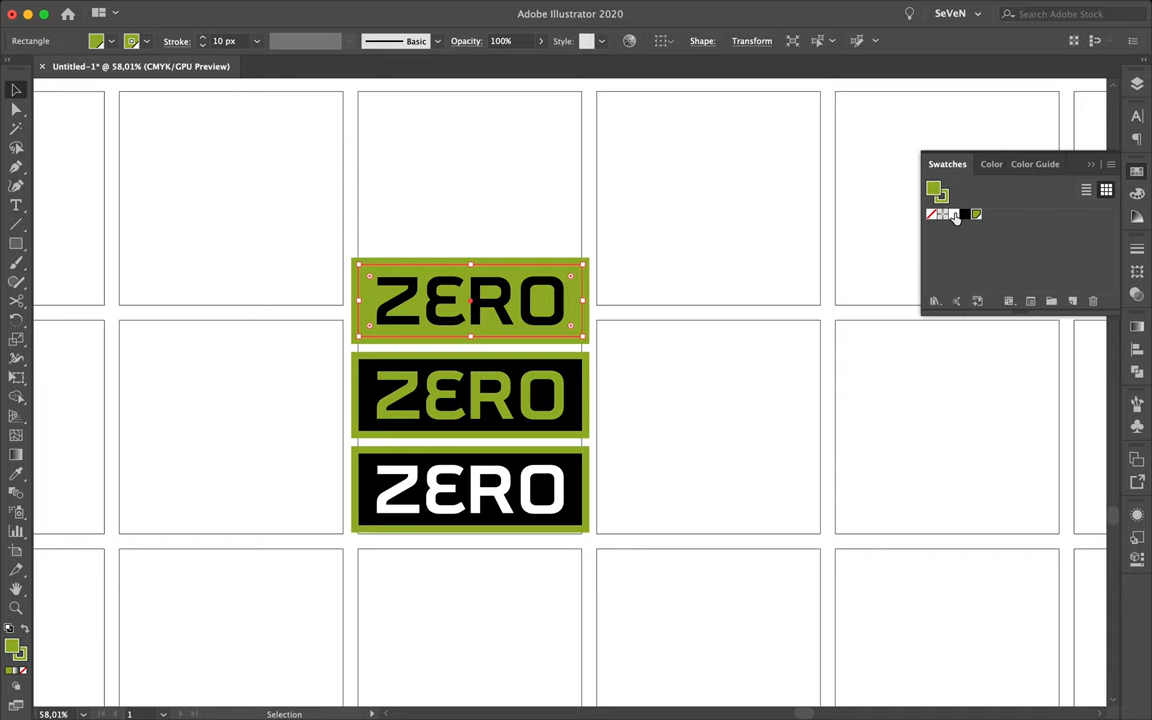 Adobe Illustrator 2020
SeVeN
Search Adobe Stock
Rectangle
Stroke:
10 px
Basic
Opacity:
100%
Style:
Shape:
Transform
Untitled-1* @ 58,01% (CMYK/GPU Preview)
Swatches
Color
Color Guide
ZERO
ZERO
ZERO
58,01%
1
Selection